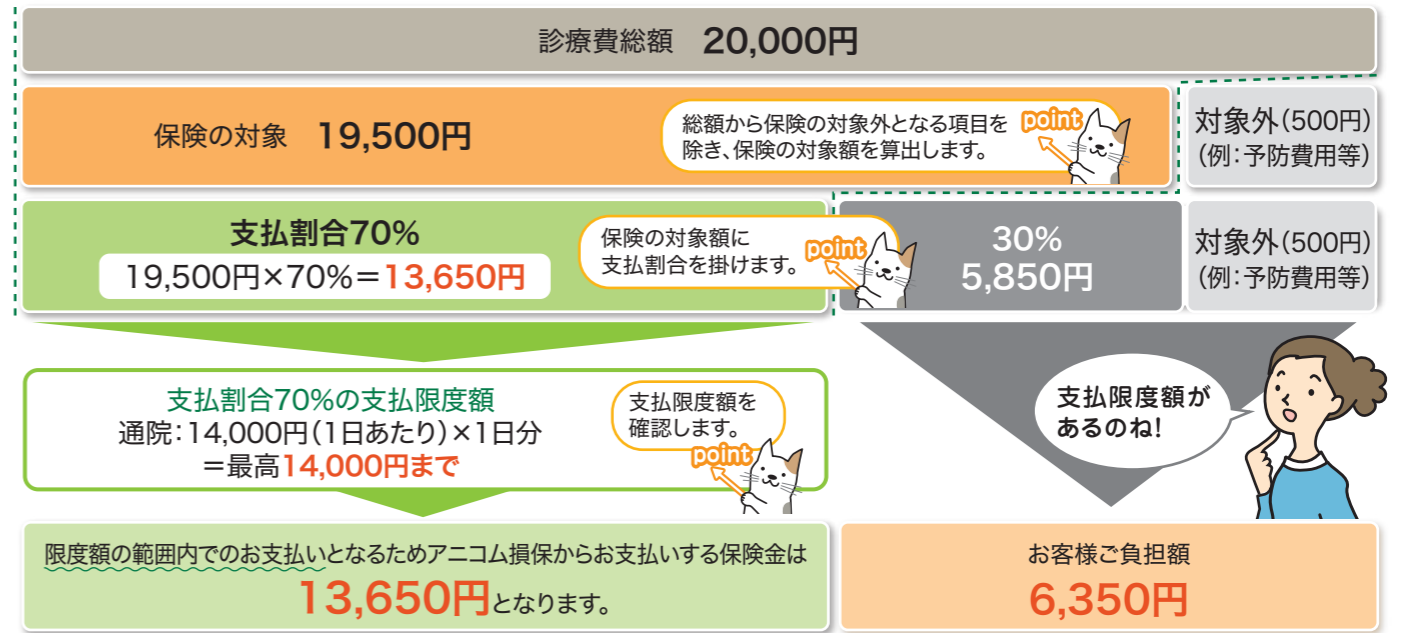 診療費総額 20,000円
保険の対象 19,500円
総額から保険の対象外となる項目を
除き、保険の対象額を算出します。
point
対象外(500円)
(例:予防費用等)
支払割合70%
19,500円×70%=13,650円
保険の対象額に
支払割合を掛けます。
point
30%
5,850円
対象外(500円)
(例:予防費用等)
支払割合70%の支払限度額
通院:14,000円(1日あたり)×1日分
=最高14,000円まで
支払限度額を
確認します。
point
支払限度額が
あるのね!
限度額の範囲内でのお支払いとなるためアニコム損保からお支払いする保険金は
13,650円となります。
お客様ご負担額
6,350円